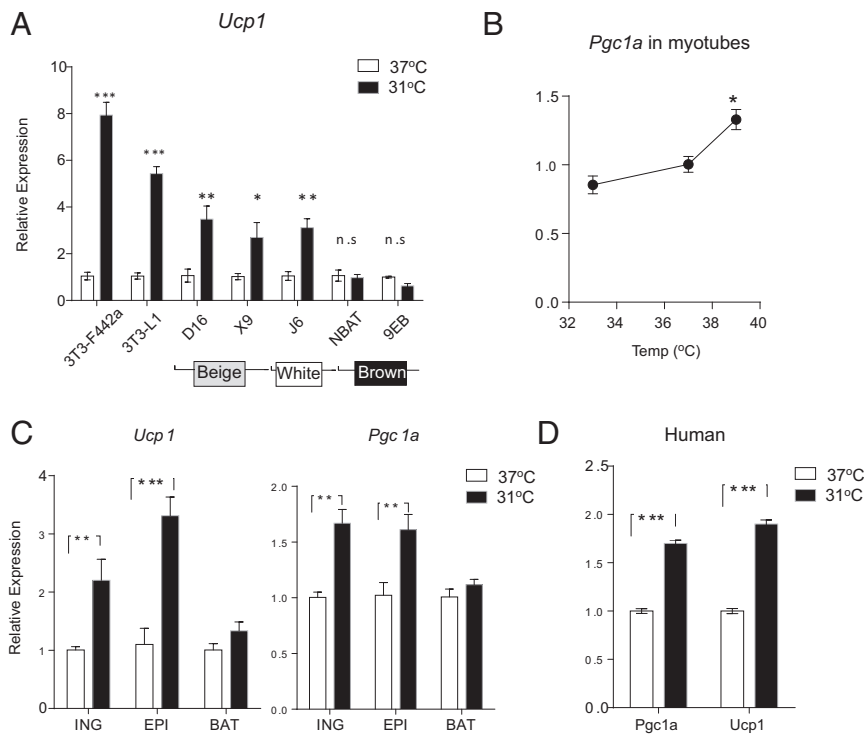 A
Ucp1
37°C
31°C
Relative Expression
10
8
6
4
2
0
***
***
**
*
**
n.s
n.s
3T3-F442a
3T3-L1
D16
X9
J6
NBAT
9EB
Beige
White
Brown
B
Pgc1a in myotubes
1.5
1.0
0.5
0.0
*
32
34
36
38
40
Temp (°C)
C
Ucp1
Relative Expression
4
3
2
1
0
**
***
ING
EPI
BAT
Pgc1a
37°C
31°C
2.0
1.5
1.0
0.5
0.0
**
**
ING
EPI
BAT
D
Human
37°C
31°C
2.5
2.0
1.5
1.0
0.5
0.0
***
***
Pgc1a
Ucp1